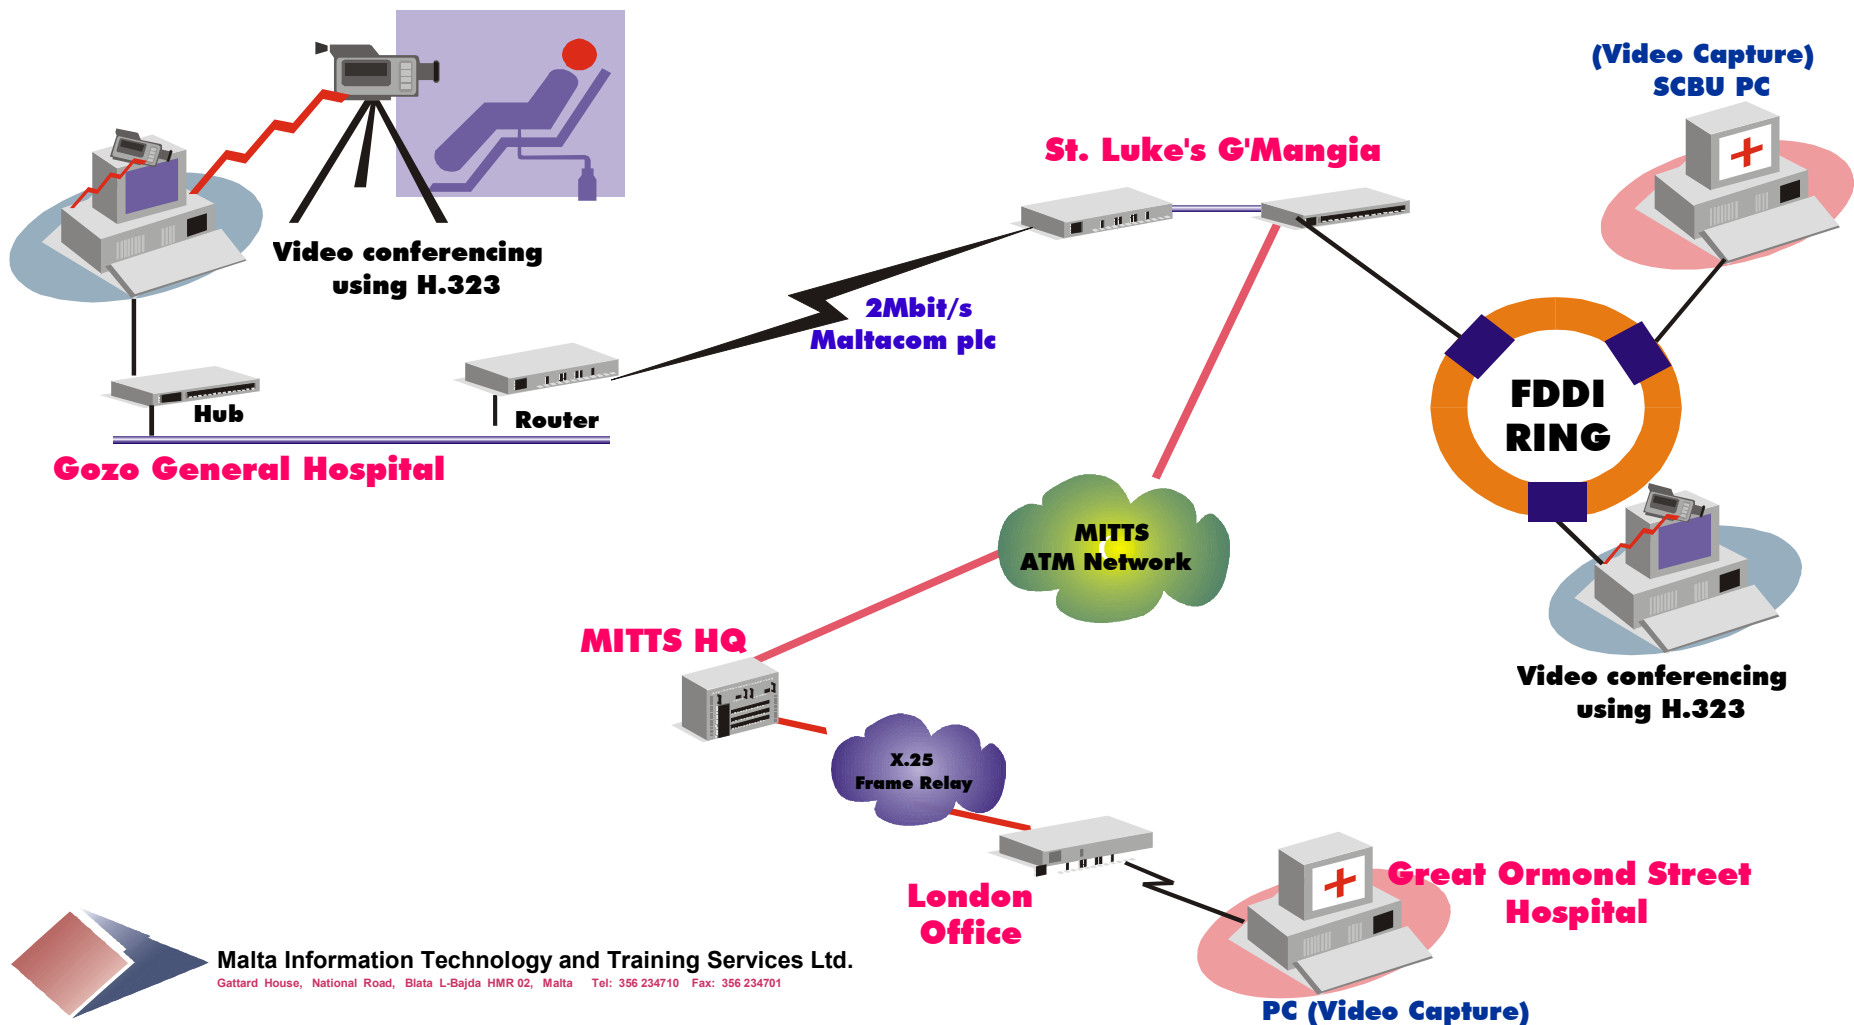 (Video Capture)
SCBU PC
St. Luke's G'Mangia
Video conferencing
using H.323
2Mbit/s
Maltacom plc
Hub
Router
Gozo General Hospital
FDDI
RING
MITTS
ATM Network
MITTS HQ
Video conferencing
using H.323
X.25
Frame Relay
London
Office
Great Ormond Street
Hospital
PC (Video Capture)
Malta Information Technology and Training Services Ltd.
Gattard House, National Road, Blata L-Bajda HMR 02, Malta Tel: 356 234710 Fax: 356 234701